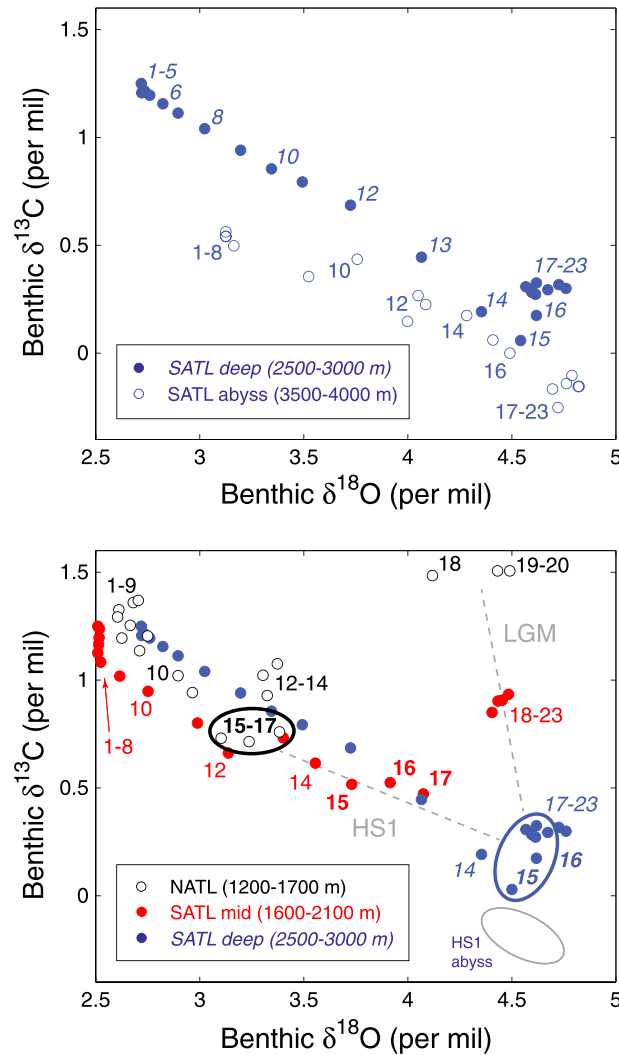 1.5
1-5
6
8
1
10
12
13
0.5
1-8
10
12
17-23
14
14
16
15
16
0
17-23
SATL deep (2500-3000 m)
SATL abyss (3500-4000 m)
Benthic δ13C (per mil)
2.5 3 3.5 4 4.5 5
Benthic δ18O (per mil)
1.5
1-9
18
19-20
LGM
12-14
10
1
10
18-23
15-17
1-8
12
14
16
17
15
0.5
HS1
17-23
14
15
16
0
NATL (1200-1700 m)
SATL mid (1600-2100 m)
SATL deep (2500-3000 m)
HS1
abyss
Benthic δ13C (per mil)
2.5 3 3.5 4 4.5 5
Benthic δ18O (per mil)